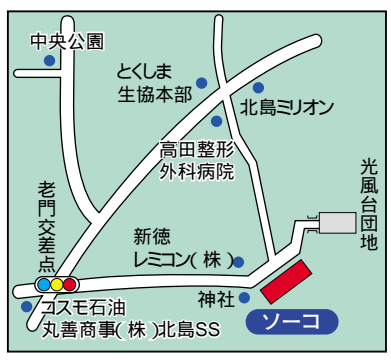 中央公園
とくしま
生協本部
北島ミリオン
高田整形
外科病院
光風台団地
老門交差点
新徳
レミコン(株)
神社
ソーコ
コスモ石油
丸善商事(株)北島SS